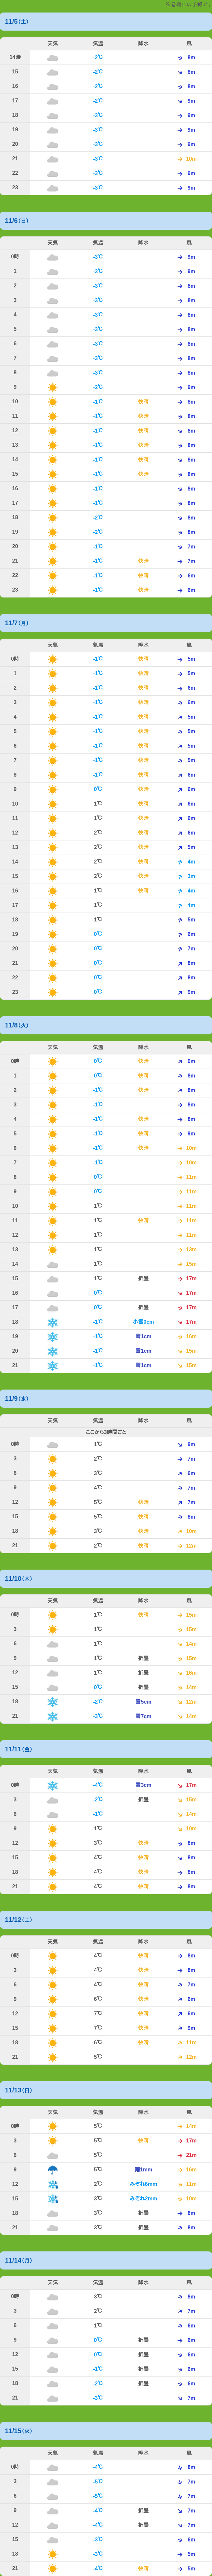 11/5(土)
天気 気温 降水 風
14時 -2℃ 8m
15 -2℃ 8m
16 -2℃ 8m
17 -2℃ 9m
18 -3℃ 9m
19 -3℃ 9m
20 -3℃ 9m
21 -3℃ 10m
22 -3℃ 9m
23 -3℃ 9m
11/6(日)
天気 気温 降水 風
0時 -3℃ 9m
1 -3℃ 9m
2 -3℃ 8m
3 -3℃ 8m
4 -3℃ 8m
5 -3℃ 8m
6 -3℃ 8m
7 -3℃ 8m
8 -3℃ 8m
9 -2℃ 9m
10 -1℃ 快晴 8m
11 -1℃ 快晴 8m
12 -1℃ 快晴 8m
13 -1℃ 快晴 8m
14 -1℃ 快晴 8m
15 -1℃ 快晴 8m
16 -1℃ 8m
17 -1℃ 8m
18 -2℃ 8m
19 -2℃ 8m
20 -1℃ 7m
21 -1℃ 快晴 7m
22 -1℃ 快晴 6m
23 -1℃ 快晴 6m
11/7(月)
天気 気温 降水 風
0時 -1℃ 快晴 5m
1 -1℃ 快晴 5m
2 -1℃ 快晴 6m
3 -1℃ 快晴 6m
4 -1℃ 快晴 5m
5 -1℃ 快晴 5m
6 -1℃ 快晴 5m
7 -1℃ 快晴 5m
8 -1℃ 快晴 6m
9 0℃ 快晴 6m
10 1℃ 快晴 6m
11 1℃ 快晴 6m
12 2℃ 快晴 6m
13 2℃ 快晴 5m
14 2℃ 快晴 4m
15 2℃ 快晴 3m
16 1℃ 快晴 4m
17 1℃ 4m
18 1℃ 5m
19 0℃ 6m
20 0℃ 7m
21 0℃ 8m
22 0℃ 8m
23 0℃ 9m
11/8(火)
天気 気温 降水 風
0時 0℃ 快晴 9m
1 0℃ 快晴 8m
2 -1℃ 快晴 8m
3 -1℃ 8m
4 -1℃ 快晴 8m
5 -1℃ 快晴 9m
6 -1℃ 快晴 10m
7 -1℃ 10m
8 0℃ 11m
9 0℃ 11m
10 1℃ 11m
11 1℃ 快晴 11m
12 1℃ 11m
13 1℃ 13m
14 1℃ 15m
15 1℃ 折曇 17m
16 0℃ 17m
17 0℃ 折曇 17m
18 -1℃ 小雪0cm 17m
19 -1℃ 雪1cm 16m
20 -1℃ 雪1cm 15m
21 -1℃ 雪1cm 15m
11/9(水)
天気 気温 降水 風
ここから3時間ごと
0時 1℃ 9m
3 2℃ 7m
6 3℃ 6m
9 4℃ 7m
12 5℃ 快晴 7m
15 5℃ 快晴 8m
18 3℃ 快晴 10m
21 2℃ 快晴 12m
11/10(木)
天気 気温 降水 風
0時 1℃ 快晴 15m
3 1℃ 15m
6 1℃ 14m
9 1℃ 折曇 15m
12 1℃ 折曇 16m
15 0℃ 折曇 14m
18 -2℃ 雪5cm 12m
21 -3℃ 雪7cm 14m
11/11(金)
天気 気温 降水 風
0時 -4℃ 雪3cm 17m
3 -2℃ 折曇 15m
6 -1℃ 14m
9 1℃ 10m
12 3℃ 快晴 8m
15 4℃ 快晴 8m
18 4℃ 快晴 8m
21 4℃ 快晴 8m
11/12(土)
天気 気温 降水 風
0時 4℃ 快晴 8m
3 4℃ 快晴 8m
6 4℃ 快晴 7m
9 6℃ 快晴 6m
12 7℃ 快晴 6m
15 7℃ 快晴 9m
18 6℃ 快晴 11m
21 5℃ 12m
11/13(日)
天気 気温 降水 風
0時 5℃ 14m
3 5℃ 快晴 17m
6 5℃ 21m
9 5℃ 雨1mm 16m
12 2℃ みぞれ6mm 11m
15 3℃ みぞれ2mm 10m
18 3℃ 折曇 8m
21 3℃ 折曇 8m
11/14(月)
天気 気温 降水 風
0時 3℃ 8m
3 2℃ 7m
6 1℃ 6m
9 0℃ 折曇 6m
12 0℃ 折曇 6m
15 -1℃ 折曇 6m
18 -2℃ 折曇 6m
21 -3℃ 7m
11/15(火)
天気 気温 降水 風
0時 -4℃ 8m
3 -5℃ 7m
6 -5℃ 7m
9 -4℃ 折曇 7m
12 -4℃ 折曇 7m
15 -3℃ 6m
18 -3℃ 5m
21 -4℃ 快晴 5m